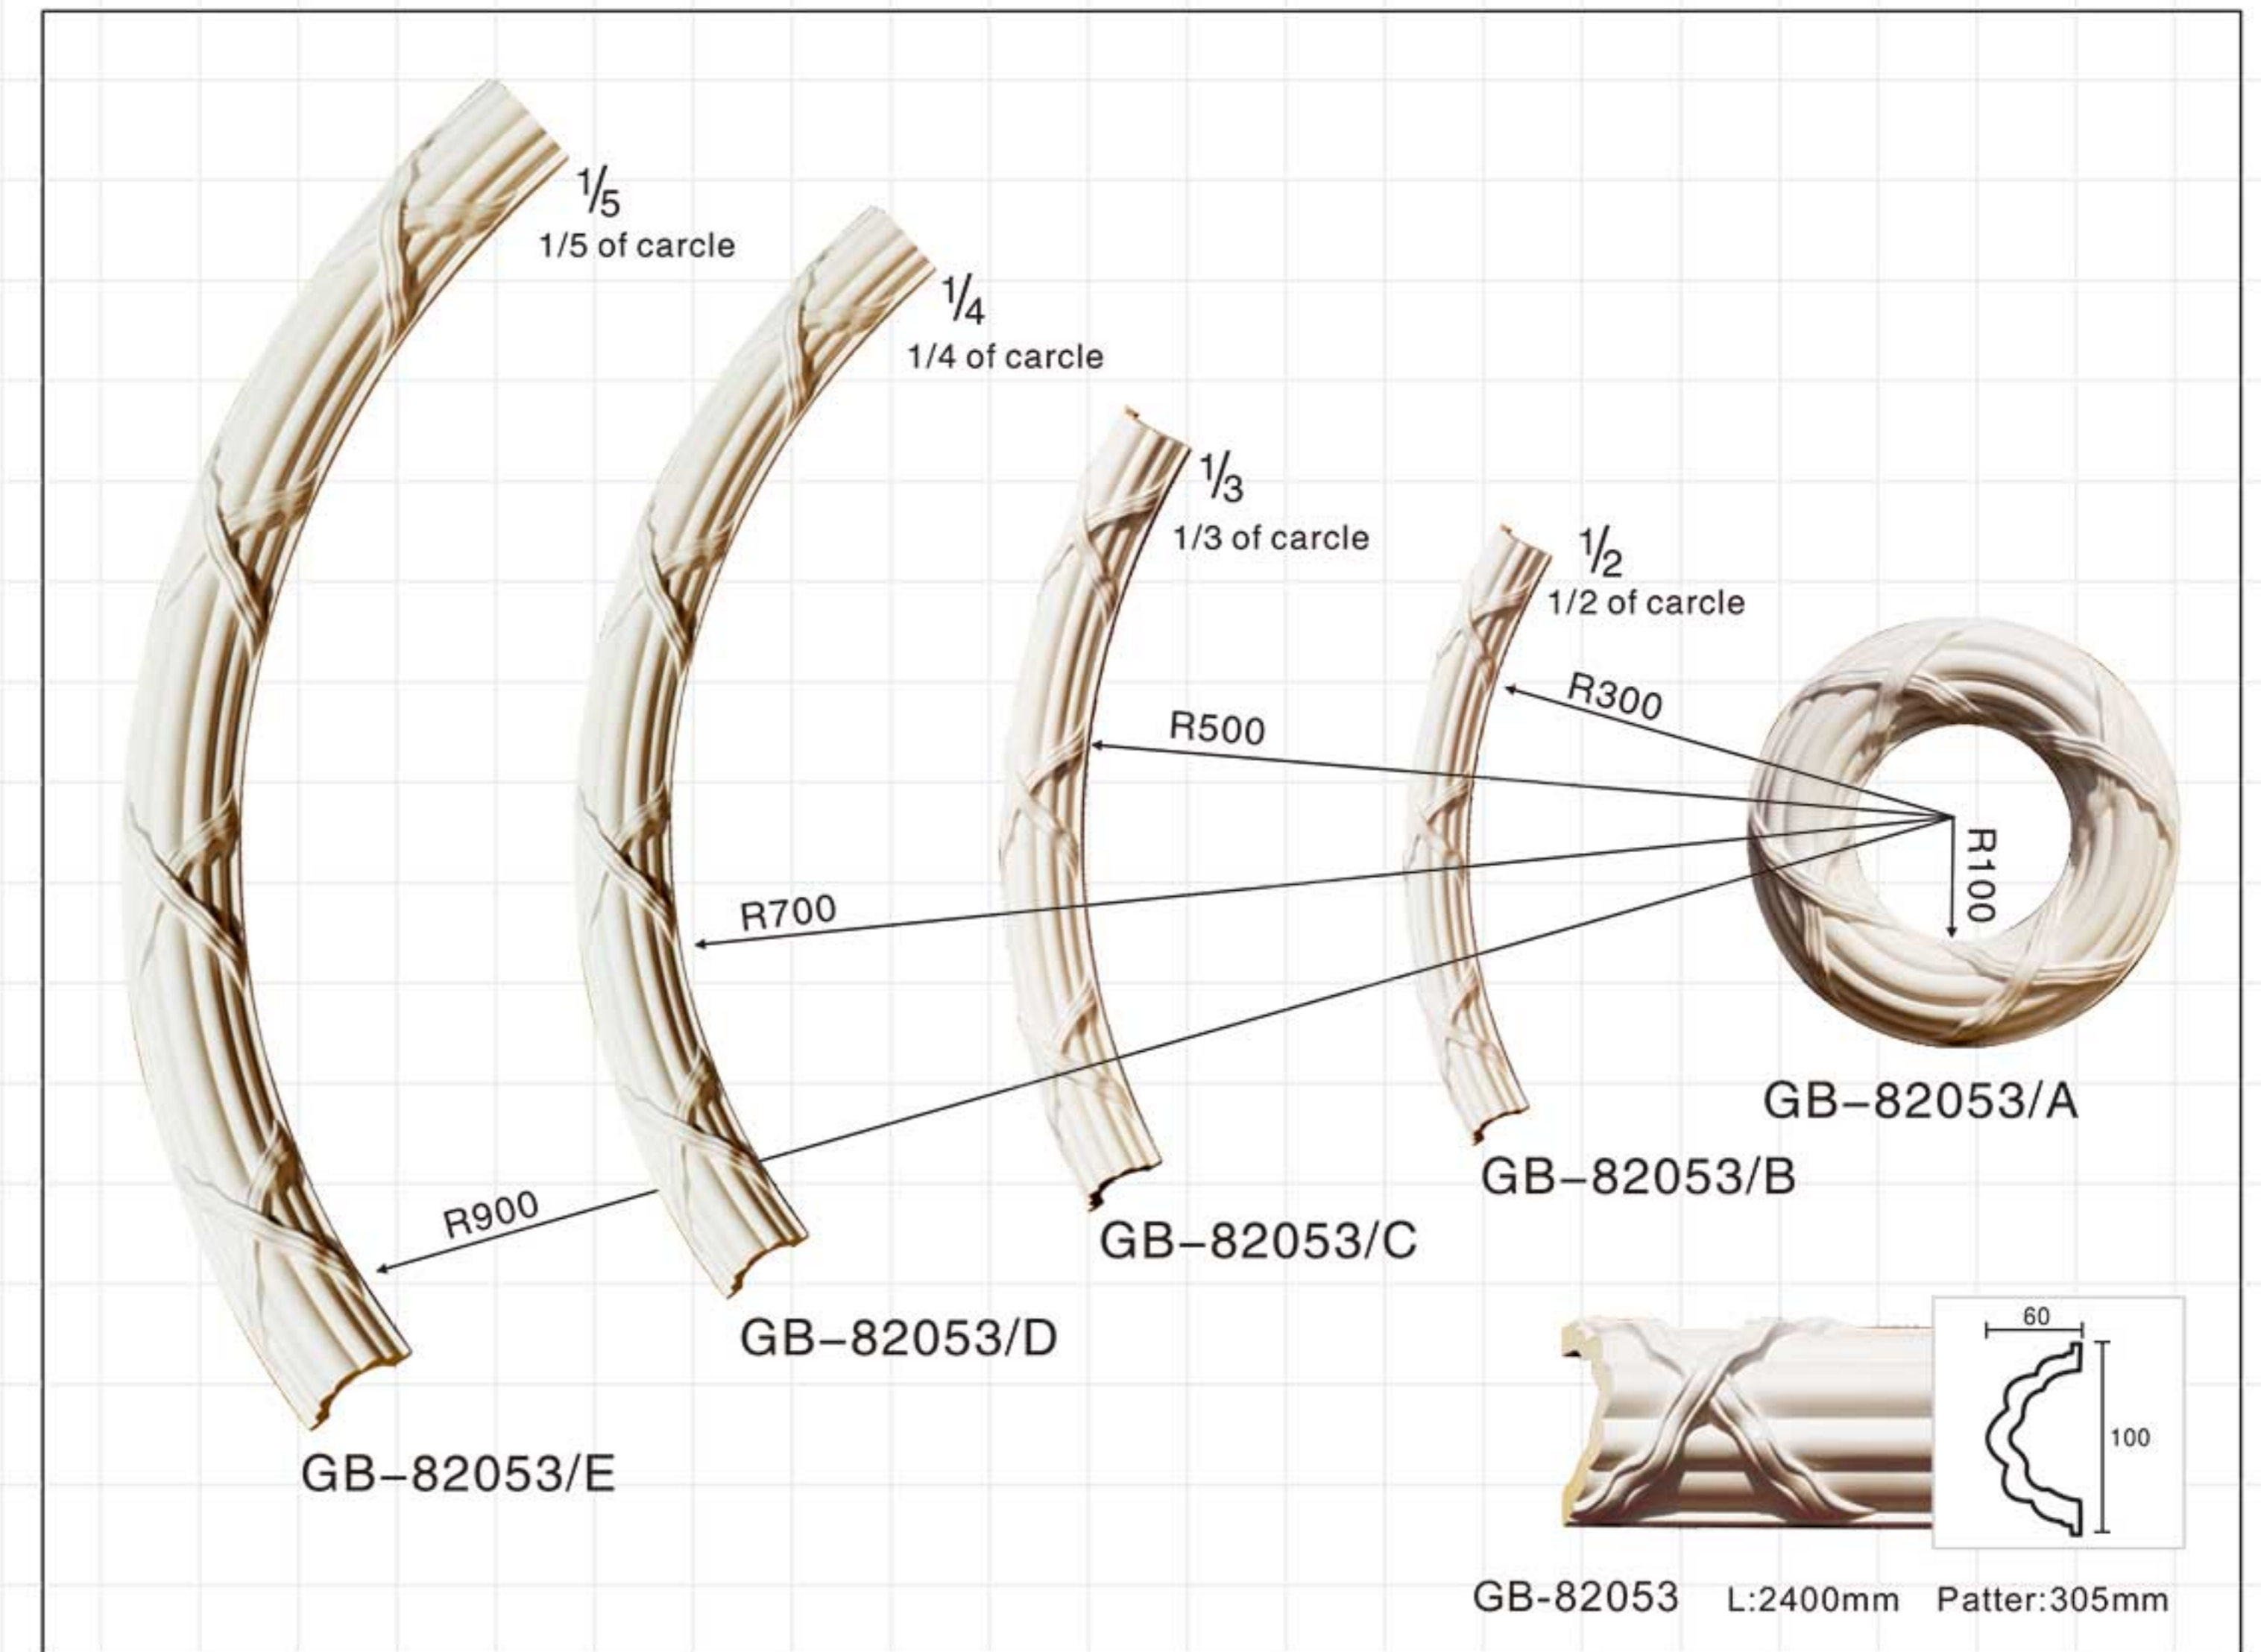 1/5
1/5 of carcle
1/4
1/4 of carcle
1/3
1/3 of carcle
1/2
1/2 of carcle
R300
R500
R100
R700
R900
GB–82053/A
GB–82053/B
GB–82053/C
GB–82053/D
GB–82053/E
60
100
GB-82053 L:2400mm Patter:305mm